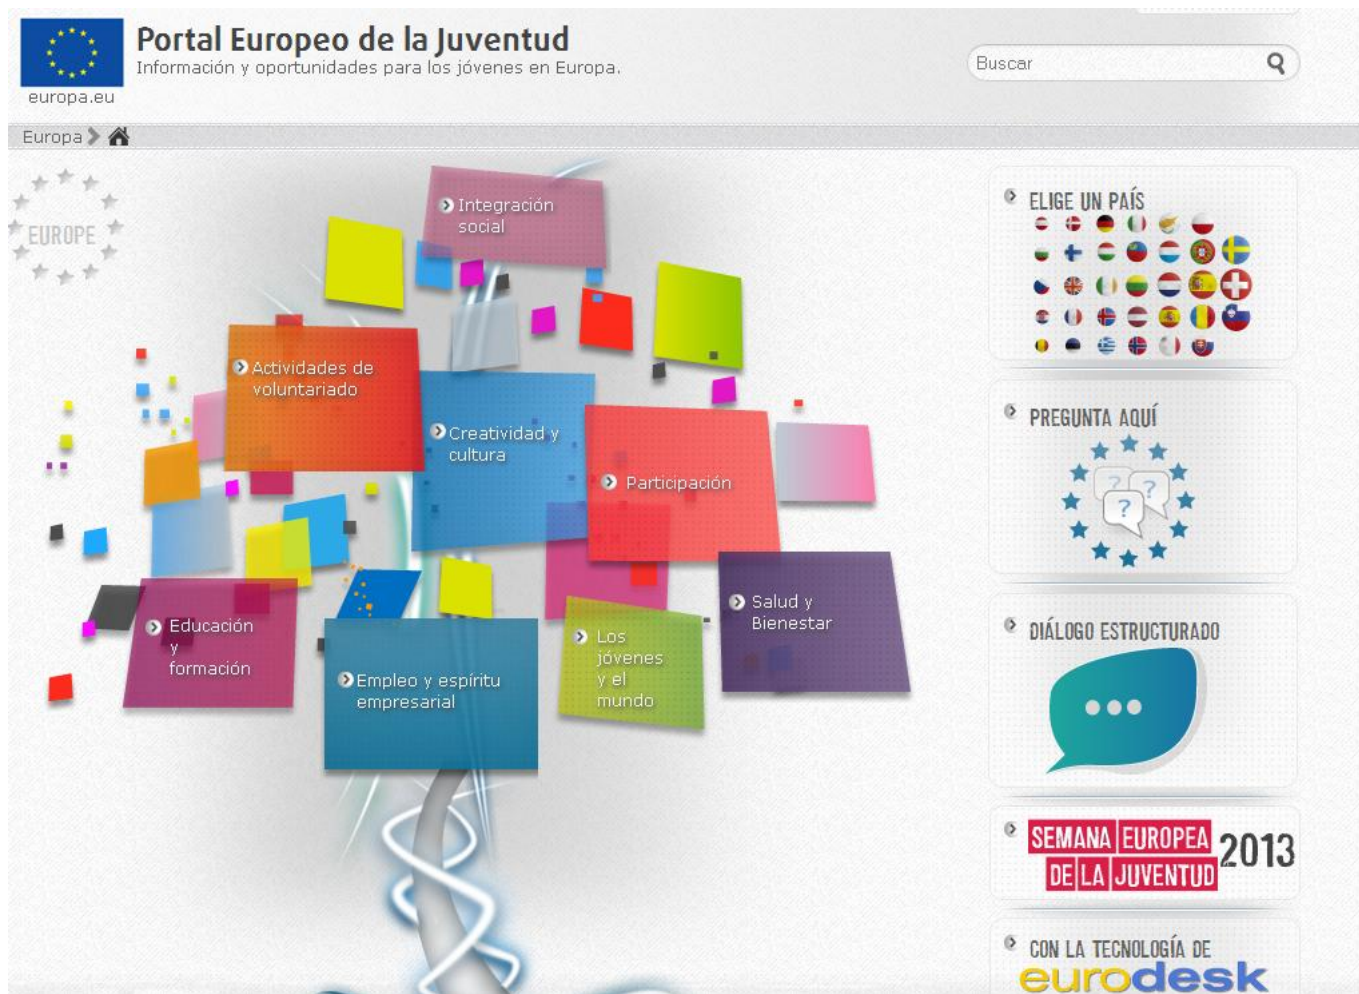 Portal Europeo de la Juventud
Información y oportunidades para los jóvenes en Europa.
europa.eu
Buscar
Europa
EUROPE
Integración
social
Actividades de
voluntariado
Creatividad y
cultura
Participación
Salud y
Bienestar
Educación
y
formación
Los
jóvenes
y el
mundo
Empleo y espíritu
empresarial
ELIGE UN PAÍS
PREGUNTA AQUÍ
? ? ?
DIÁLOGO ESTRUCTURADO
SEMANA EUROPEA
DE LA JUVENTUD
2013
CON LA TECNOLOGÍA DE
eurodesk